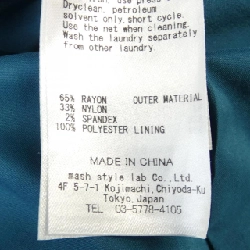 Dryclean, petroleum
solvent only, short cycle.
Use the net when cleaning.
Wash the laundry separately
from other laundry.
65% RAYON OUTER MATERIAL
33% NYLON
2% SPANDEX
100% POLYESTER LINING
MADE IN CHINA
mash style lab Co.,Ltd.
4F 5-7-1 Kojimachi,Chiyoda-Ku
Tokyo,Japan
TEL 03-5778-4105